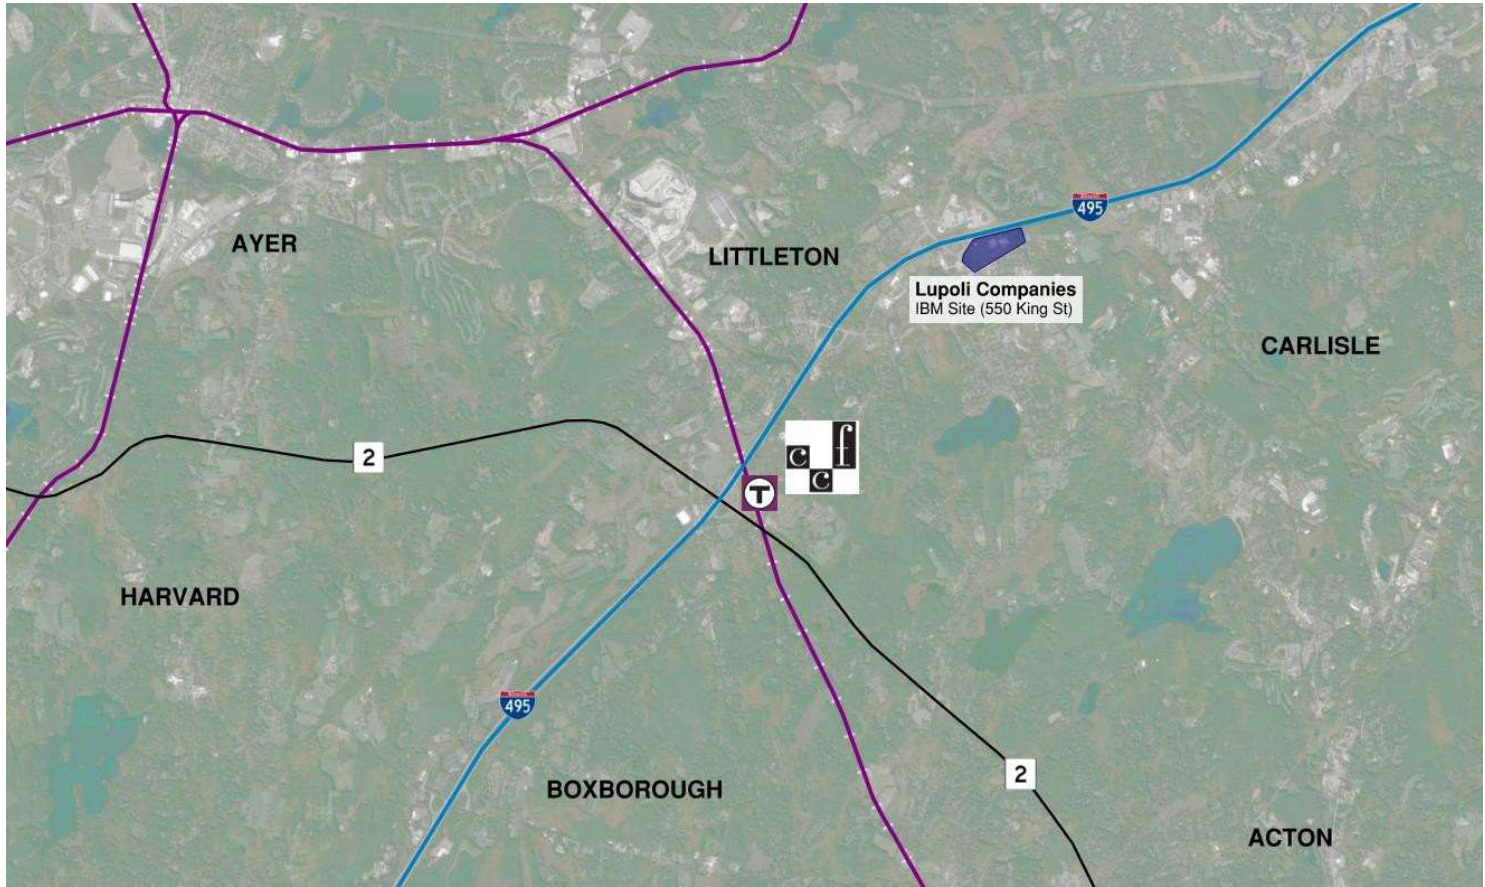 495
AYER
LITTLETON
Lupoli Companies
IBM Site (550 King St)
CARLISLE
2
c f
c
T
HARVARD
495
BOXBOROUGH
2
ACTON